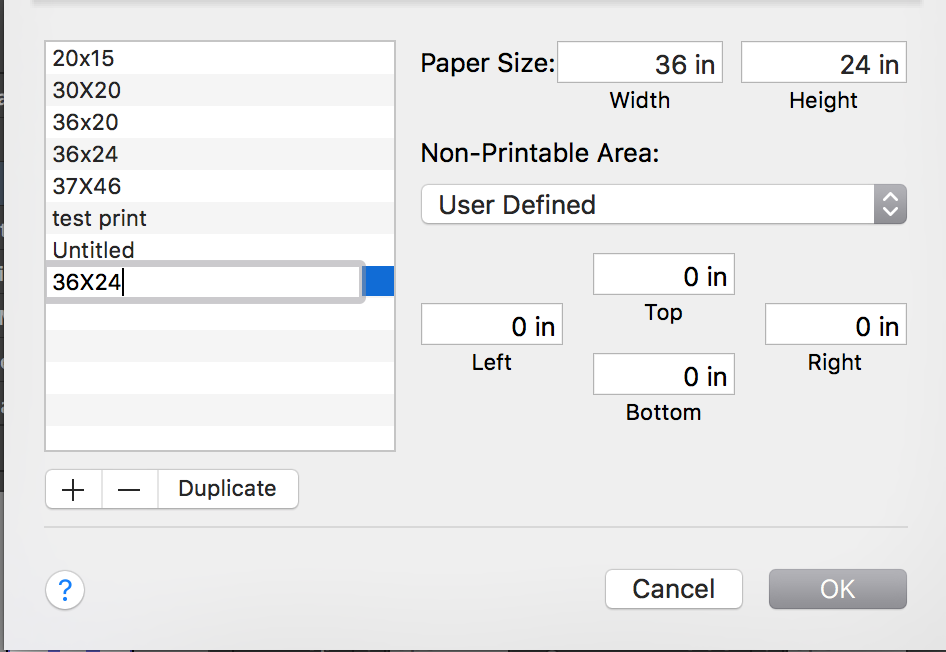 20x15
30X20
36x20
36x24
37X46
test print
Untitled
36X24
Paper Size: 36 in 24 in
Width Height
Non-Printable Area:
User Defined
0 in
Top
0 in 0 in
Left Right
0 in
Bottom
+ − Duplicate
? Cancel OK